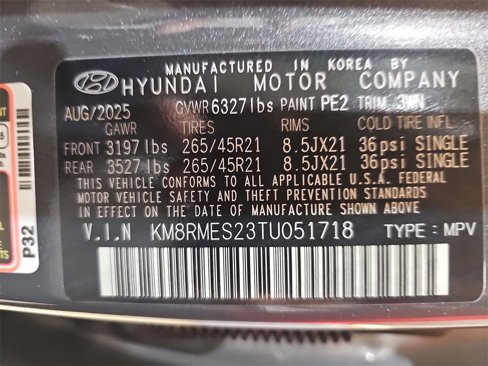 MANUFACTURED IN KOREA BY
HYUNDAI MOTOR COMPANY
AUG/2025 GVWR 6327lbs PAINT PE2 TRIM
GAWR TIRES RIMS COLD TIRE INFL
FRONT 3197lbs 265/45R21 8.5JX21 36psi SINGLE
REAR 3527lbs 265/45R21 8.5JX21 36psi SINGLE
THIS VEHICLE CONFORMS TO ALL APPLICABLE U.S.A. FEDERAL
MOTOR VEHICLE SAFETY AND THEFT PREVENTION STANDARDS
IN EFFECT ON THE DATE OF MANUFACTURE SHOWN ABOVE
V.I.N KM8RMES23TU051718 TYPE: MPV
P32